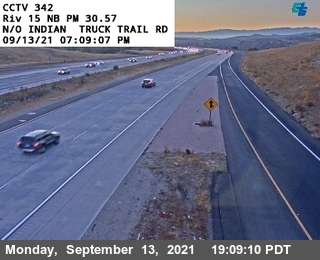 CCTV 342
Riv 15 NB PM 30.57
N/O INDIAN TRUCK TRAIL RD
09/13/21 07:09:07 PM
Monday, September 13, 2021 19:09:10 PDT